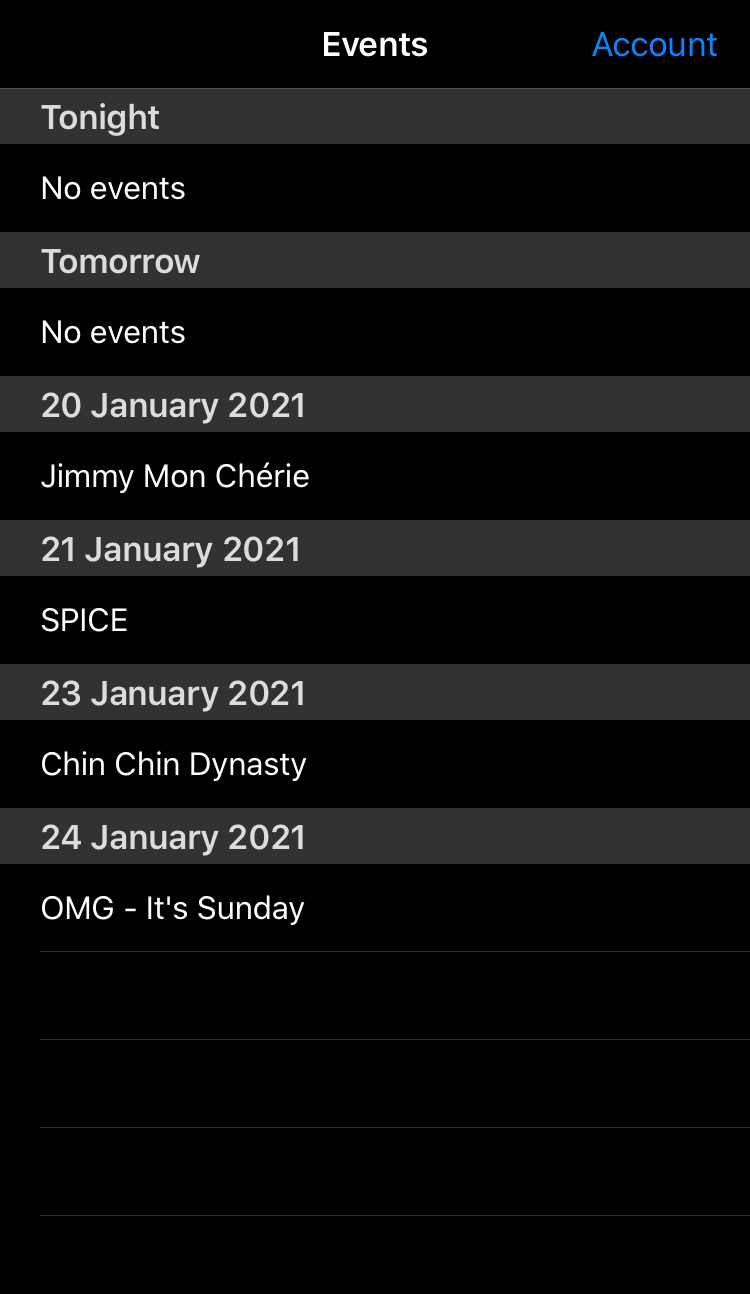 Events
Account
Tonight
No events
Tomorrow
No events
20 January 2021
Jimmy Mon Chérie
21 January 2021
SPICE
23 January 2021
Chin Chin Dynasty
24 January 2021
OMG - It's Sunday